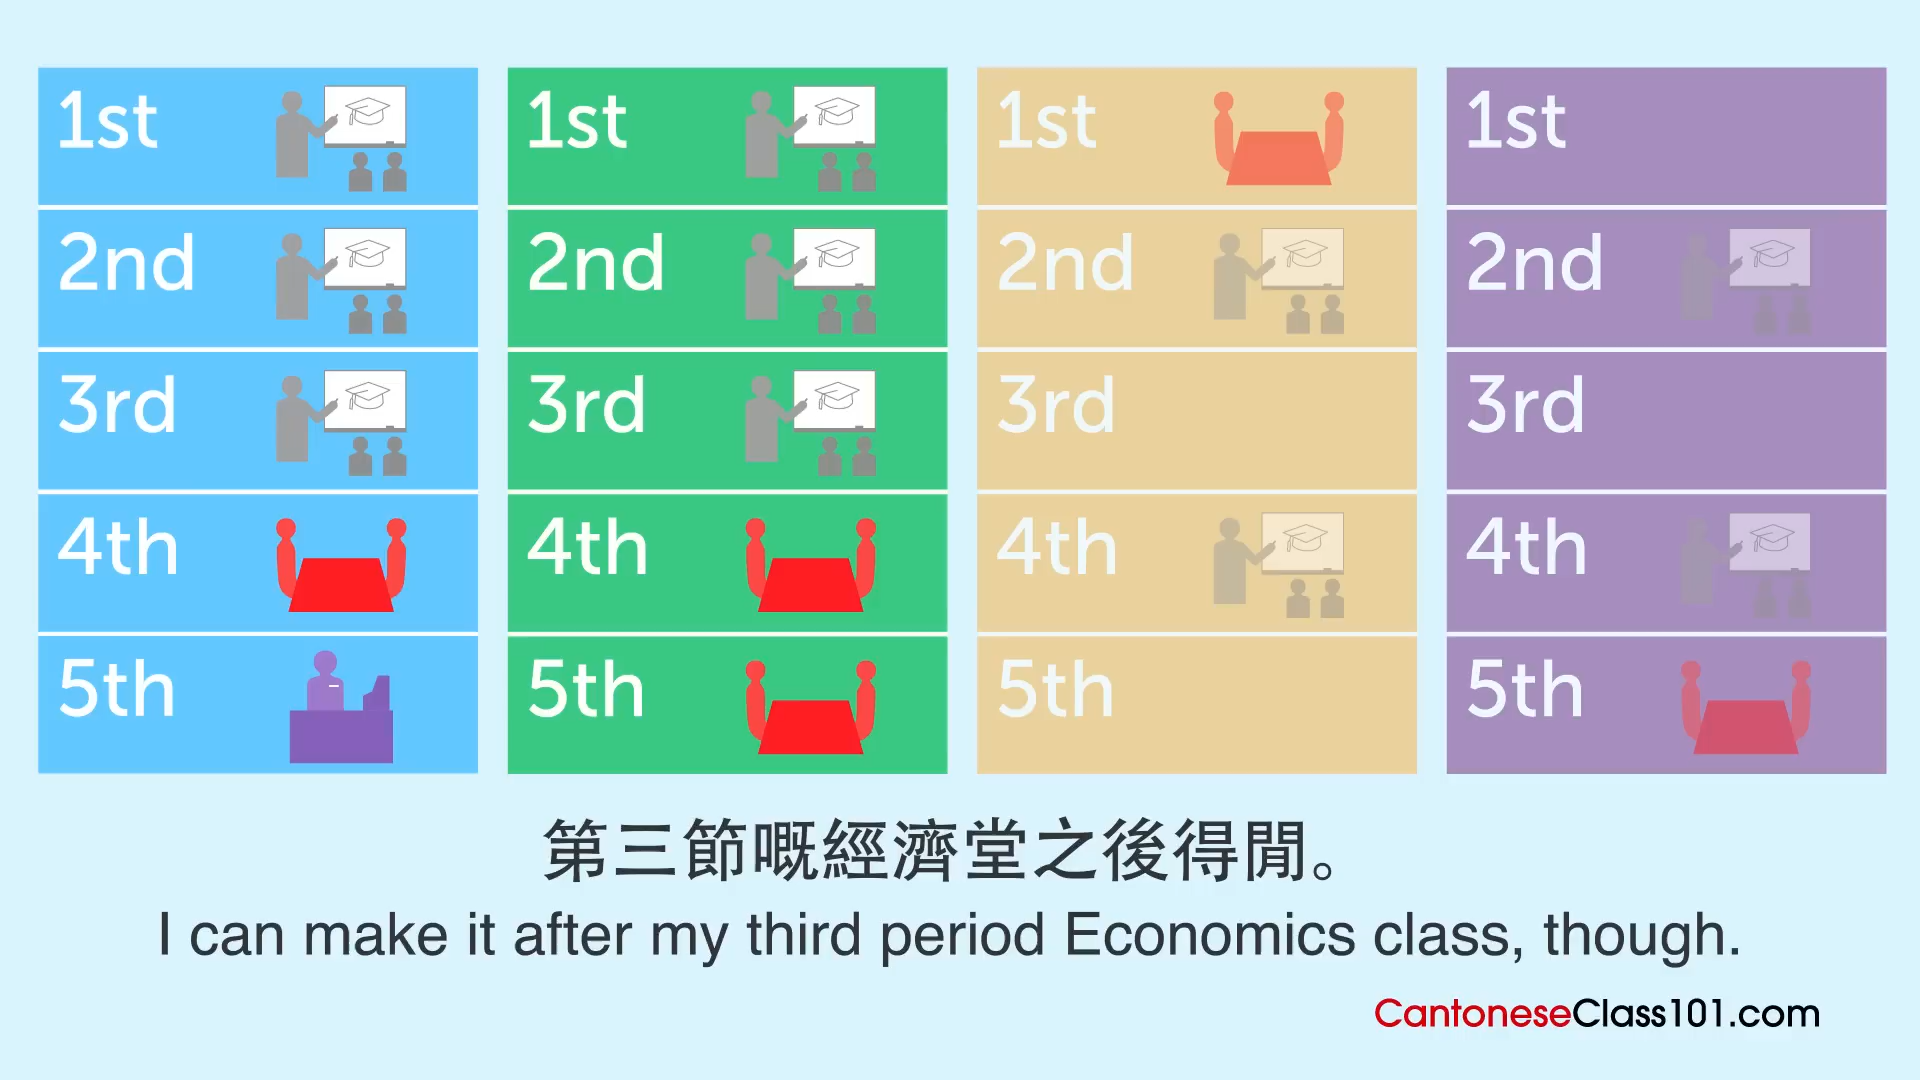 1st
2nd
3rd
4th
5th
1st
2nd
3rd
4th
5th
1st
2nd
3rd
4th
5th
1st
2nd
3rd
4th
5th
第三節嘅經濟堂之後得閒。
I can make it after my third period Economics class, though.
CantoneseClass101.com